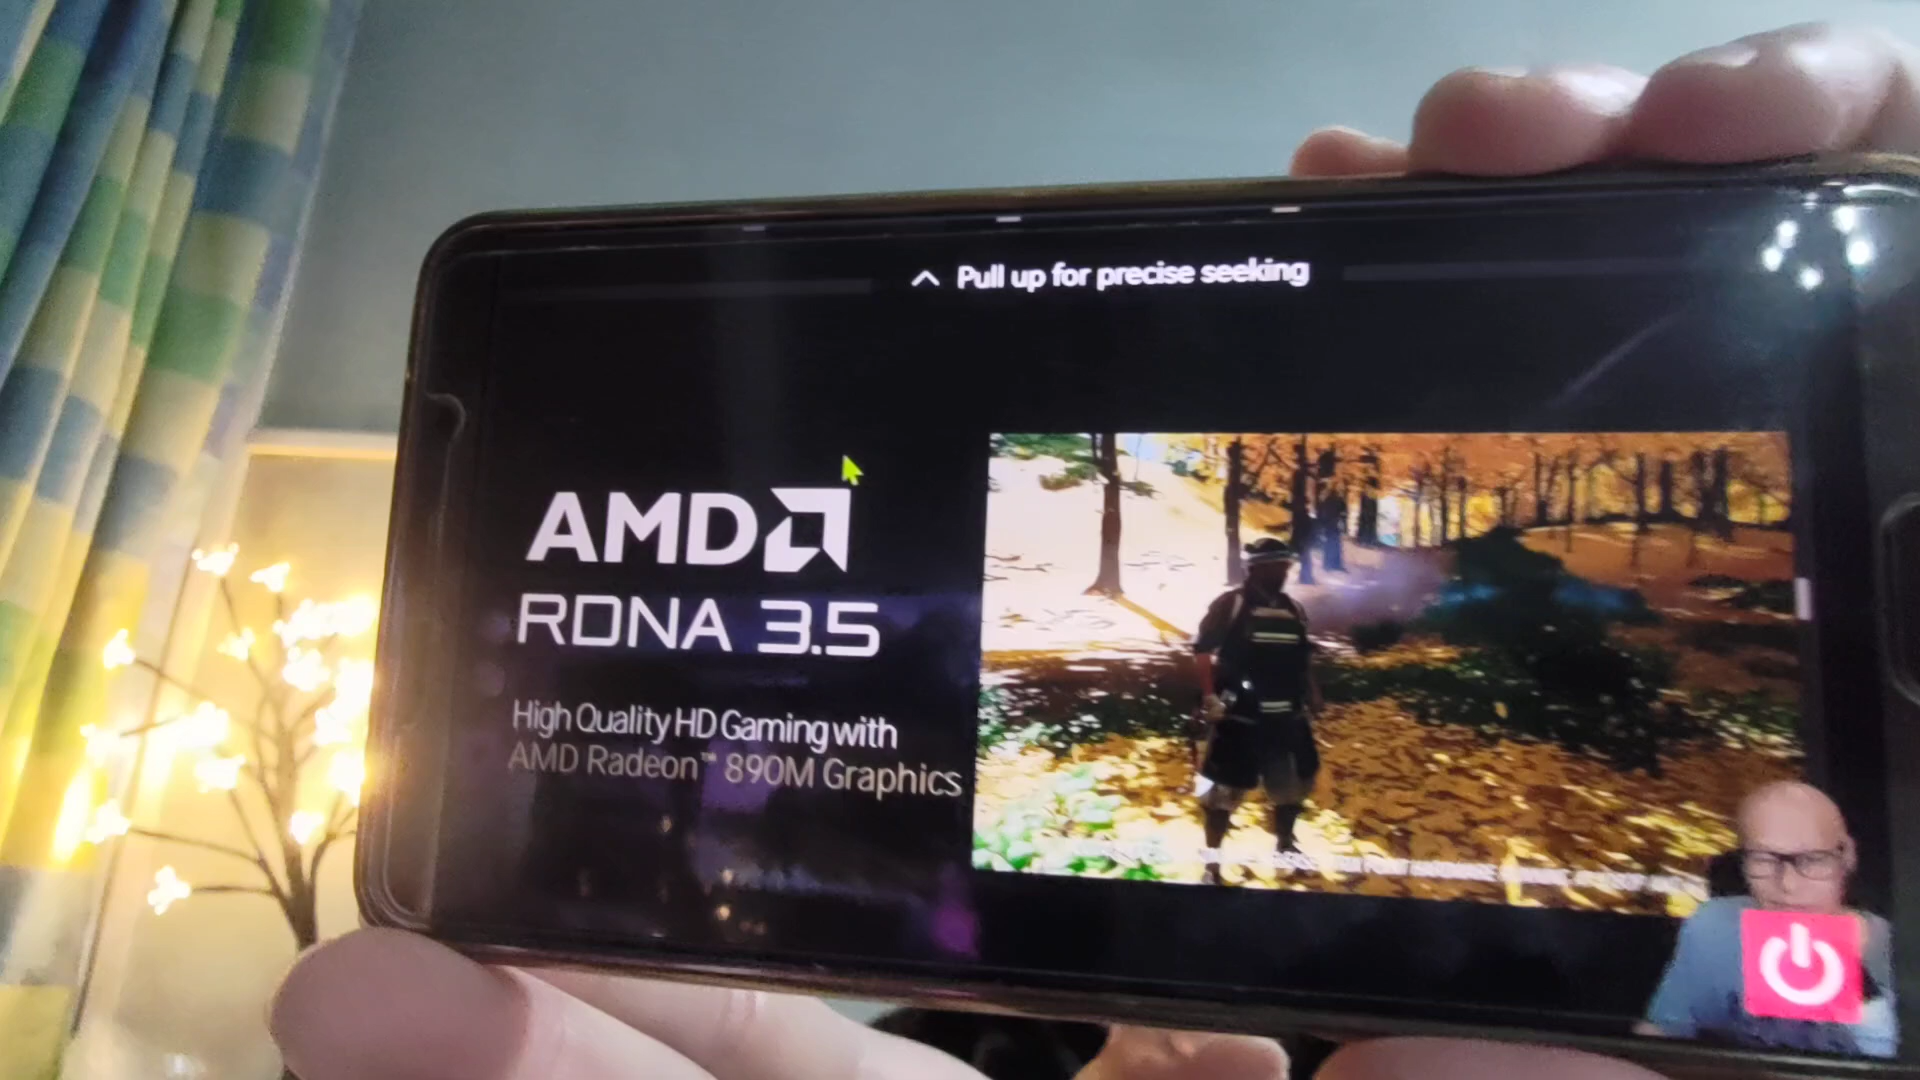 Pull up for precise seeking
AMD
RDNA 3.5
High Quality HD Gaming with
AMD Radeon™ 890M Graphics